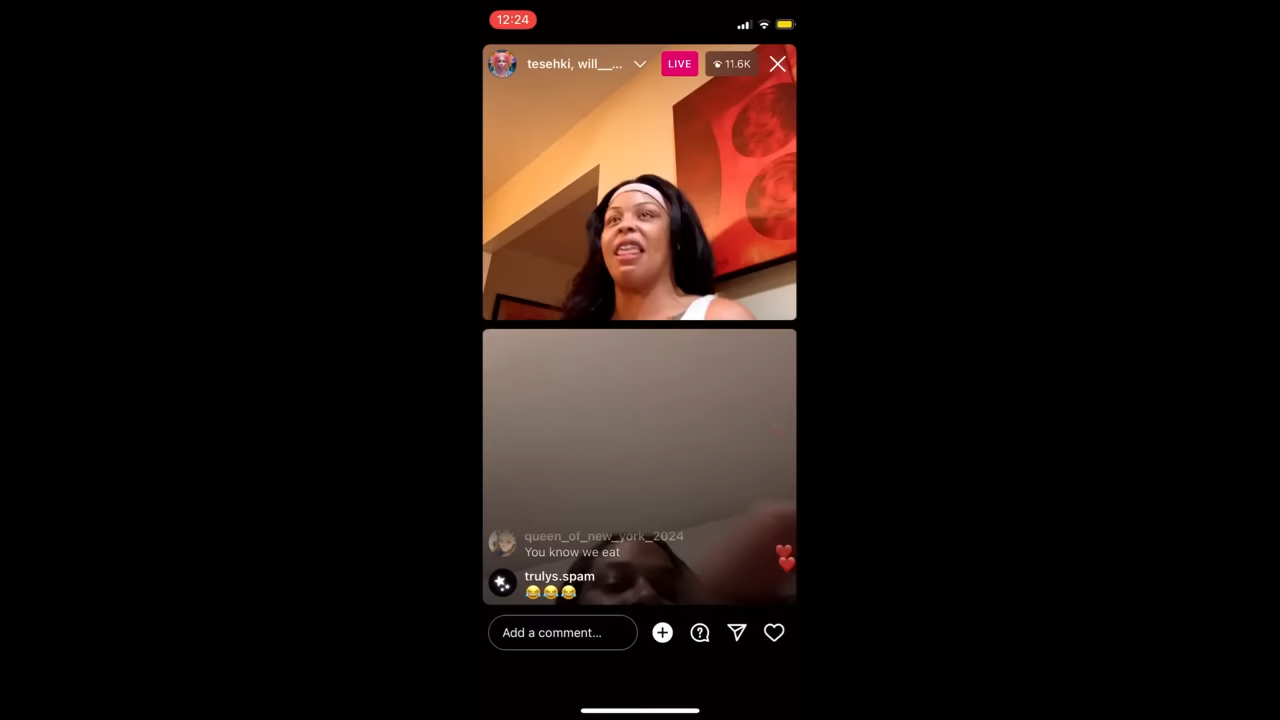 12:24
tesehki, will__... LIVE 11.6K
queen_of_new_york_2024
You know we eat
trulys.spam
😂😂😂
Add a comment...